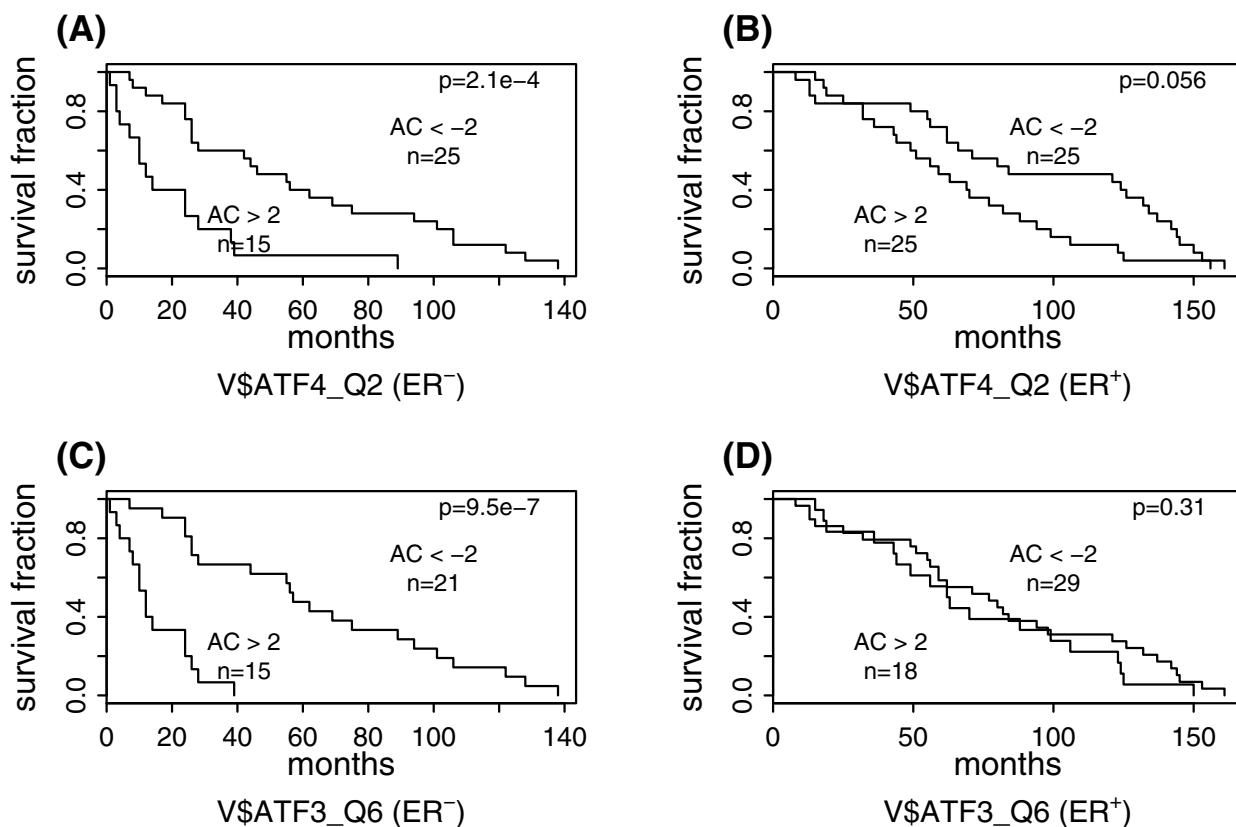 (A)
survival fraction
0.0 0.4 0.8
p=2.1e−4
AC < −2
n=25
AC > 2
n=15
0 20 40 60 80 100 120 140
months
V$ATF4_Q2 (ER−)
(B)
survival fraction
0.0 0.4 0.8
p=0.056
AC < −2
n=25
AC > 2
n=25
0 50 100 150
months
V$ATF4_Q2 (ER+)
(C)
survival fraction
0.0 0.4 0.8
p=9.5e−7
AC < −2
n=21
AC > 2
n=15
0 20 40 60 80 100 140
months
V$ATF3_Q6 (ER−)
(D)
survival fraction
0.0 0.4 0.8
p=0.31
AC < −2
n=29
AC > 2
n=18
0 50 100 150
months
V$ATF3_Q6 (ER+)